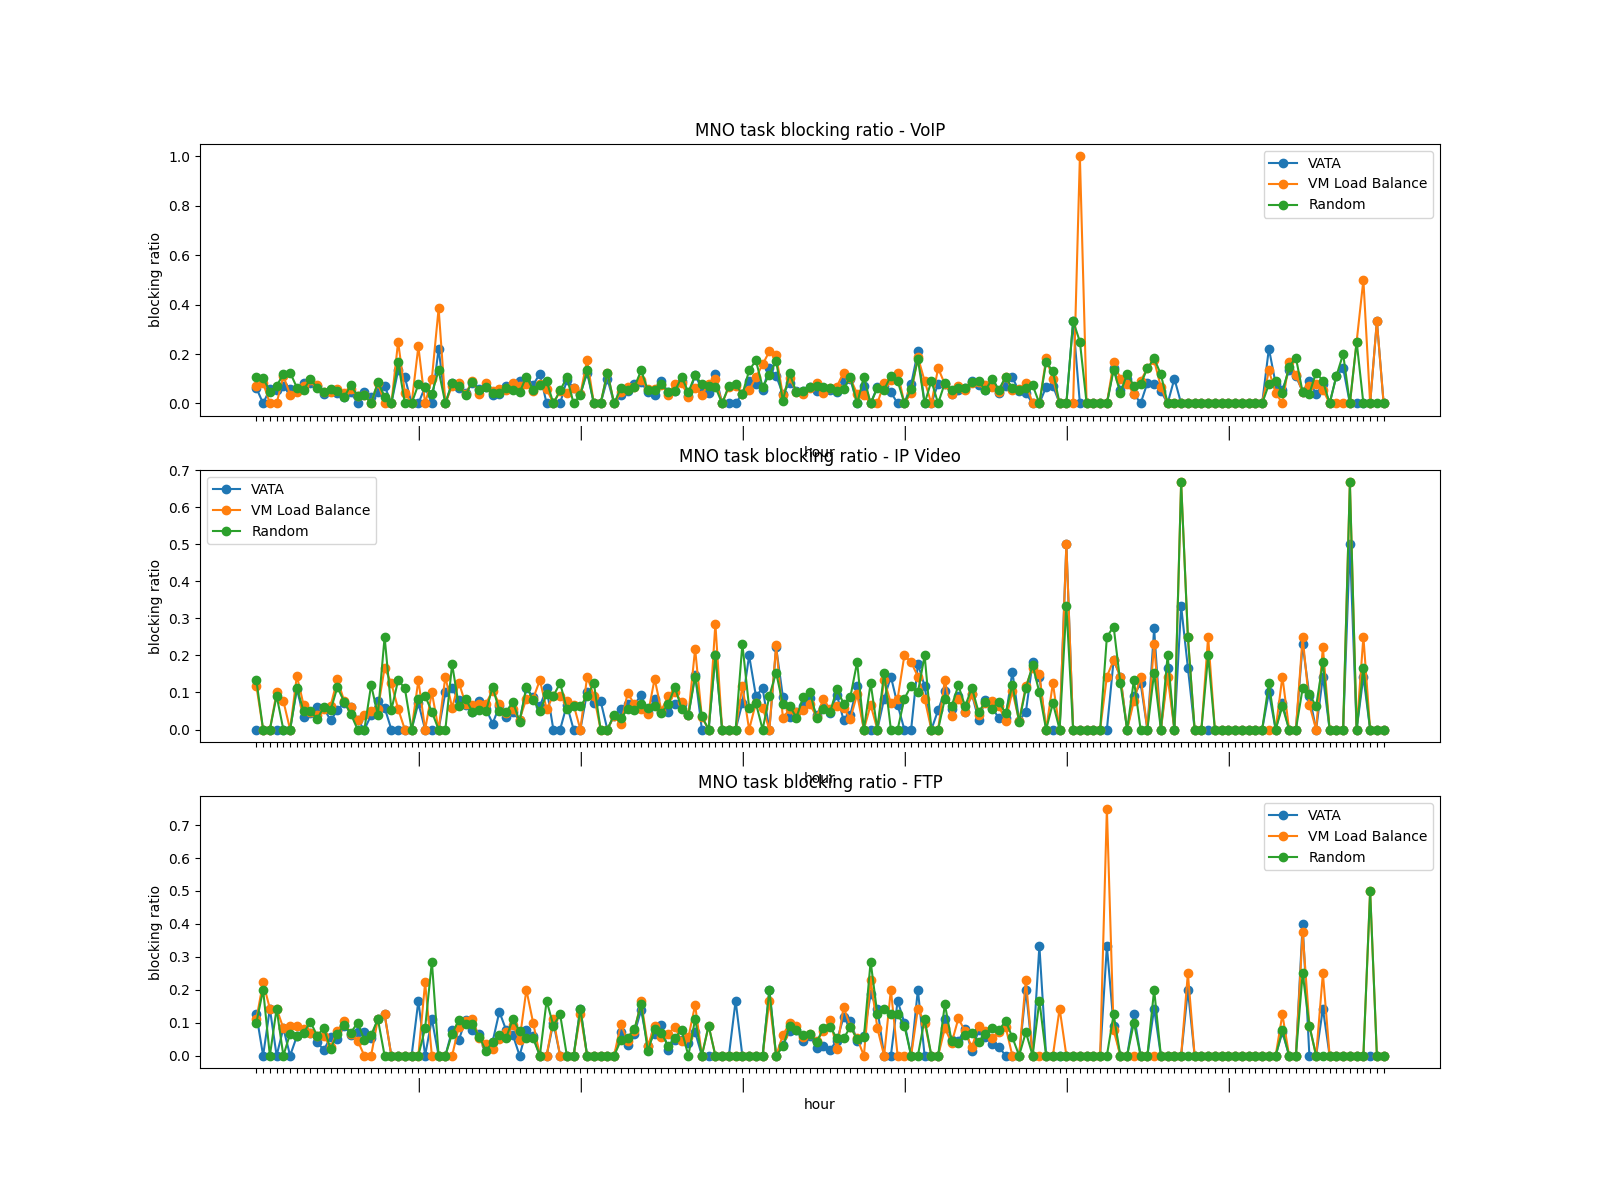 MNO task blocking ratio - VoIP
1.0
0.8
0.6
0.4
0.2
0.0
blocking ratio
VATA
VM Load Balance
Random
hour
MNO task blocking ratio - IP Video
0.7
0.6
0.5
0.4
0.3
0.2
0.1
0.0
blocking ratio
VATA
VM Load Balance
Random
hour
MNO task blocking ratio - FTP
0.7
0.6
0.5
0.4
0.3
0.2
0.1
0.0
blocking ratio
VATA
VM Load Balance
Random
hour